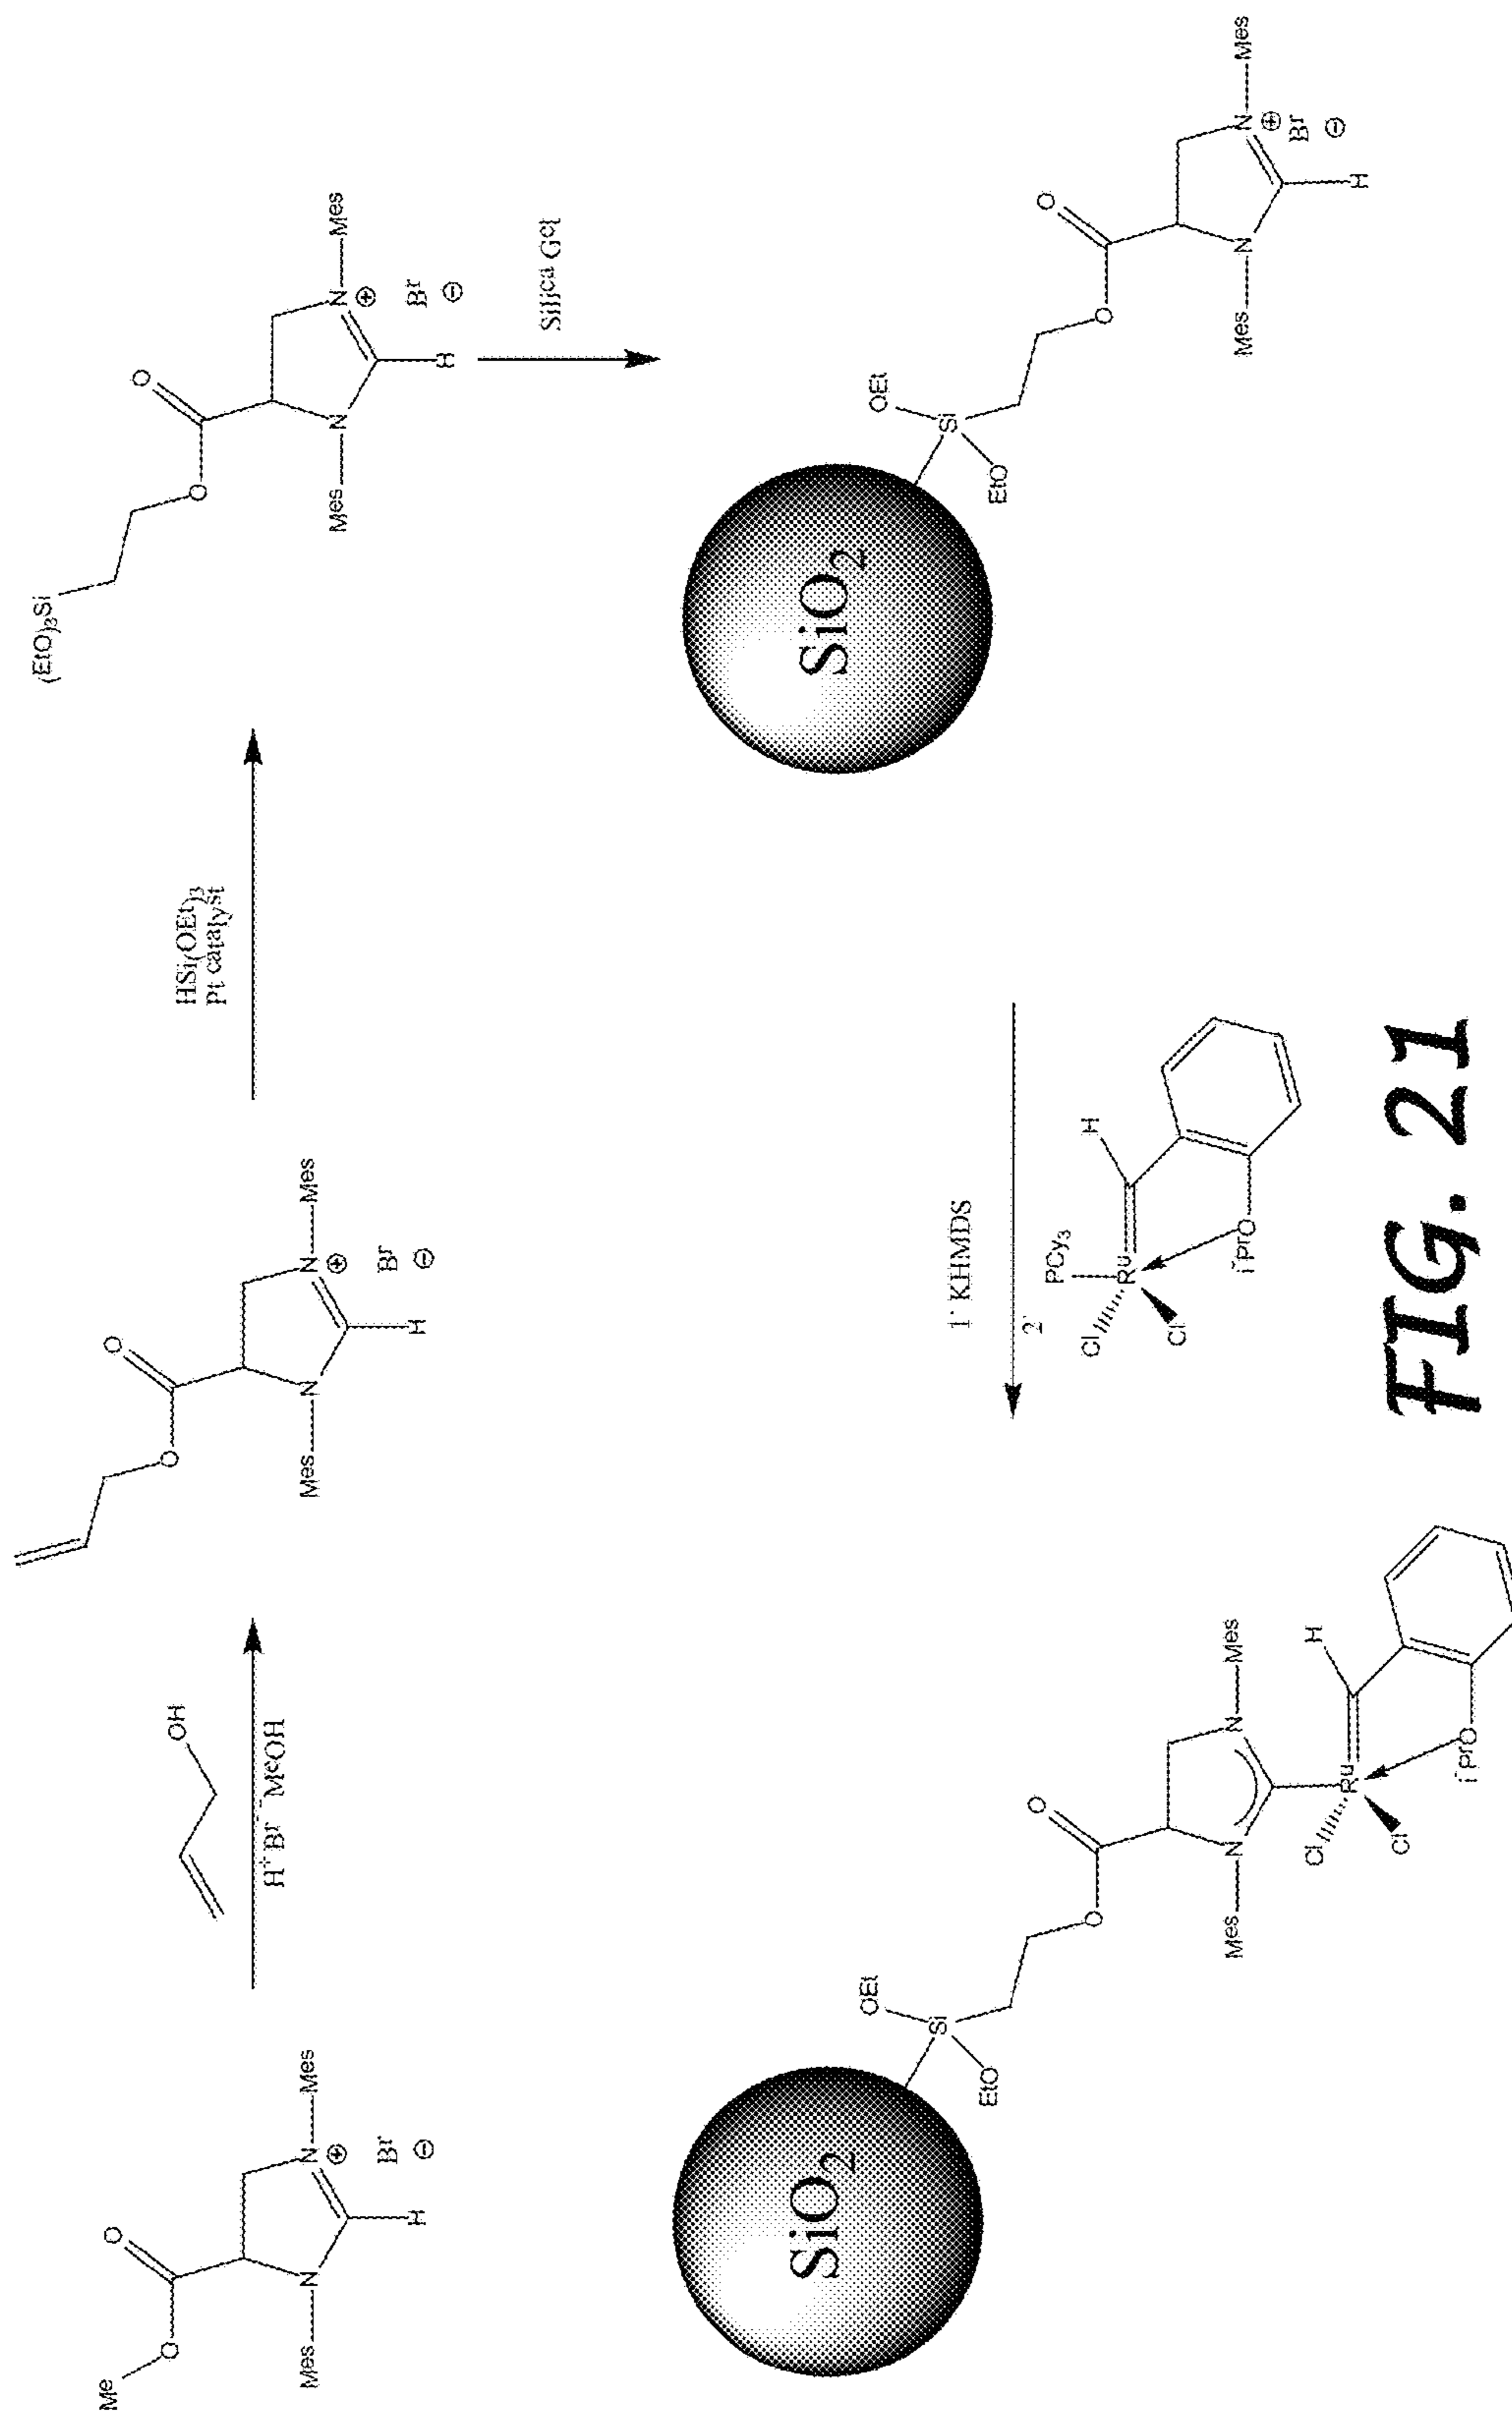 Me
O
O
Mes
N
N
Mes
⊕
Br
⊖
H
OH
H⁺ Br⁻ -MeOH
O
O
Mes
N
N
Mes
⊕
Br
⊖
H
HSi(OEt)₃
Pt catalyst
(EtO)₃Si
O
O
Mes
N
N
Mes
⊕
Br
⊖
H
Silica Gel
SiO₂
OEt
Si
EtO
O
O
Mes
N
N
Mes
⊕
Br
⊖
H
1. KHMDS
2.
PCy₃
H
Cl
Ru
Cl
iPrO
SiO₂
OEt
Si
EtO
O
O
Mes
N
N
Mes
H
Cl
Ru
Cl
iPrO
FIG. 21